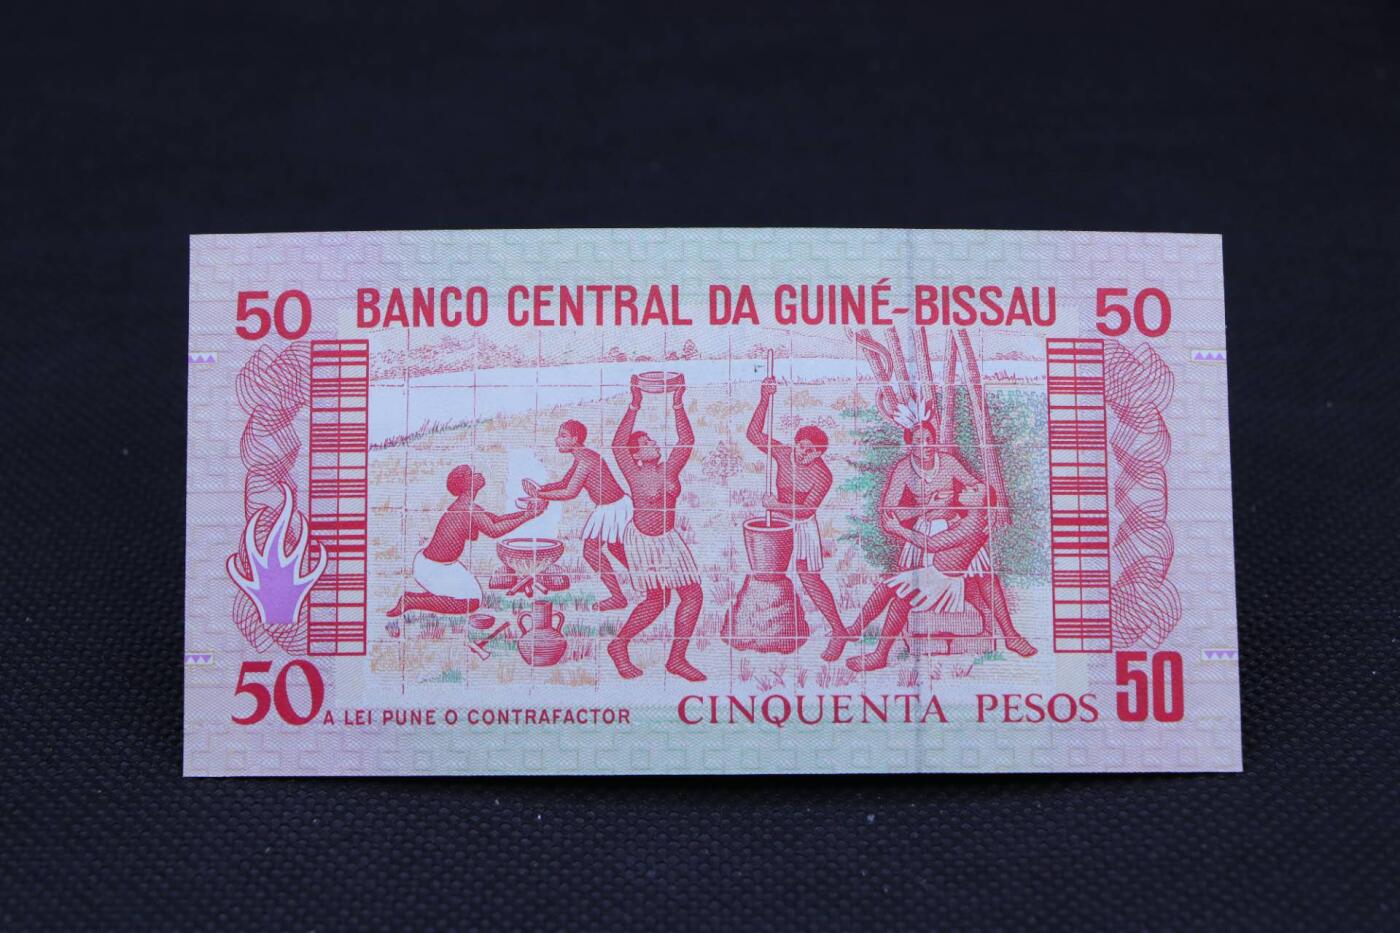 50 BANCO CENTRAL DA GUINÉ-BISSAU 50
50 A LEI PUNE O CONTRAFACTOR CINQUENTA PESOS 50